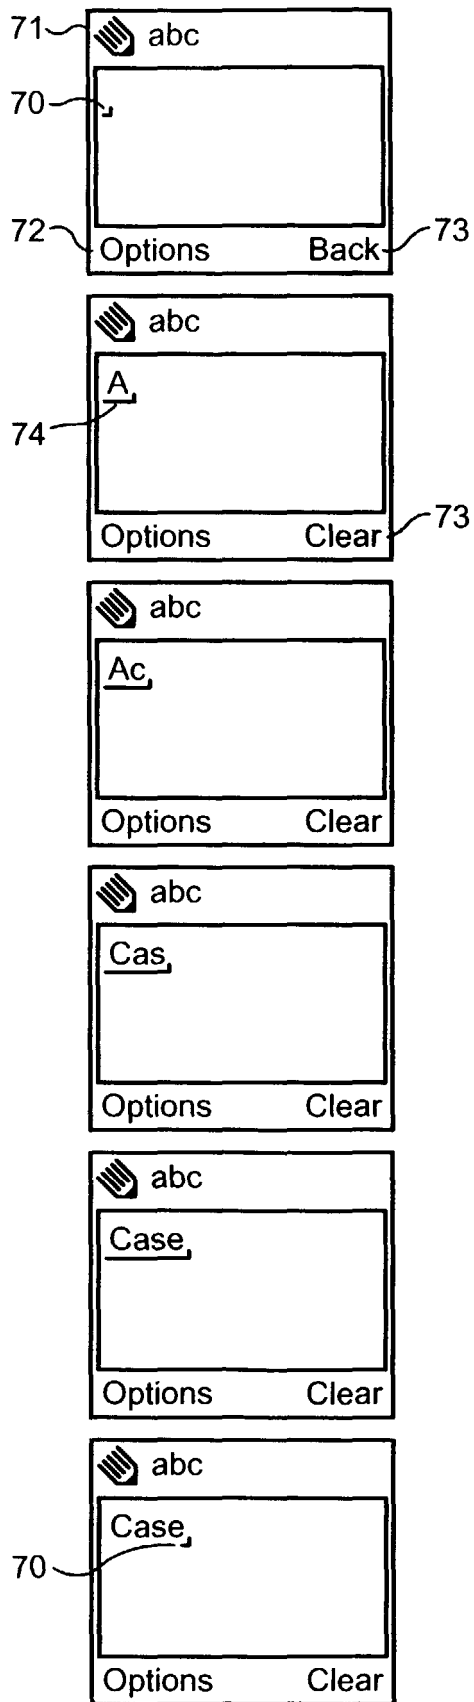 71 abc
70
72 Options Back 73
abc
A
74
Options Clear 73
abc
Ac
Options Clear
abc
Cas
Options Clear
abc
Case
Options Clear
abc
Case
70
Options Clear